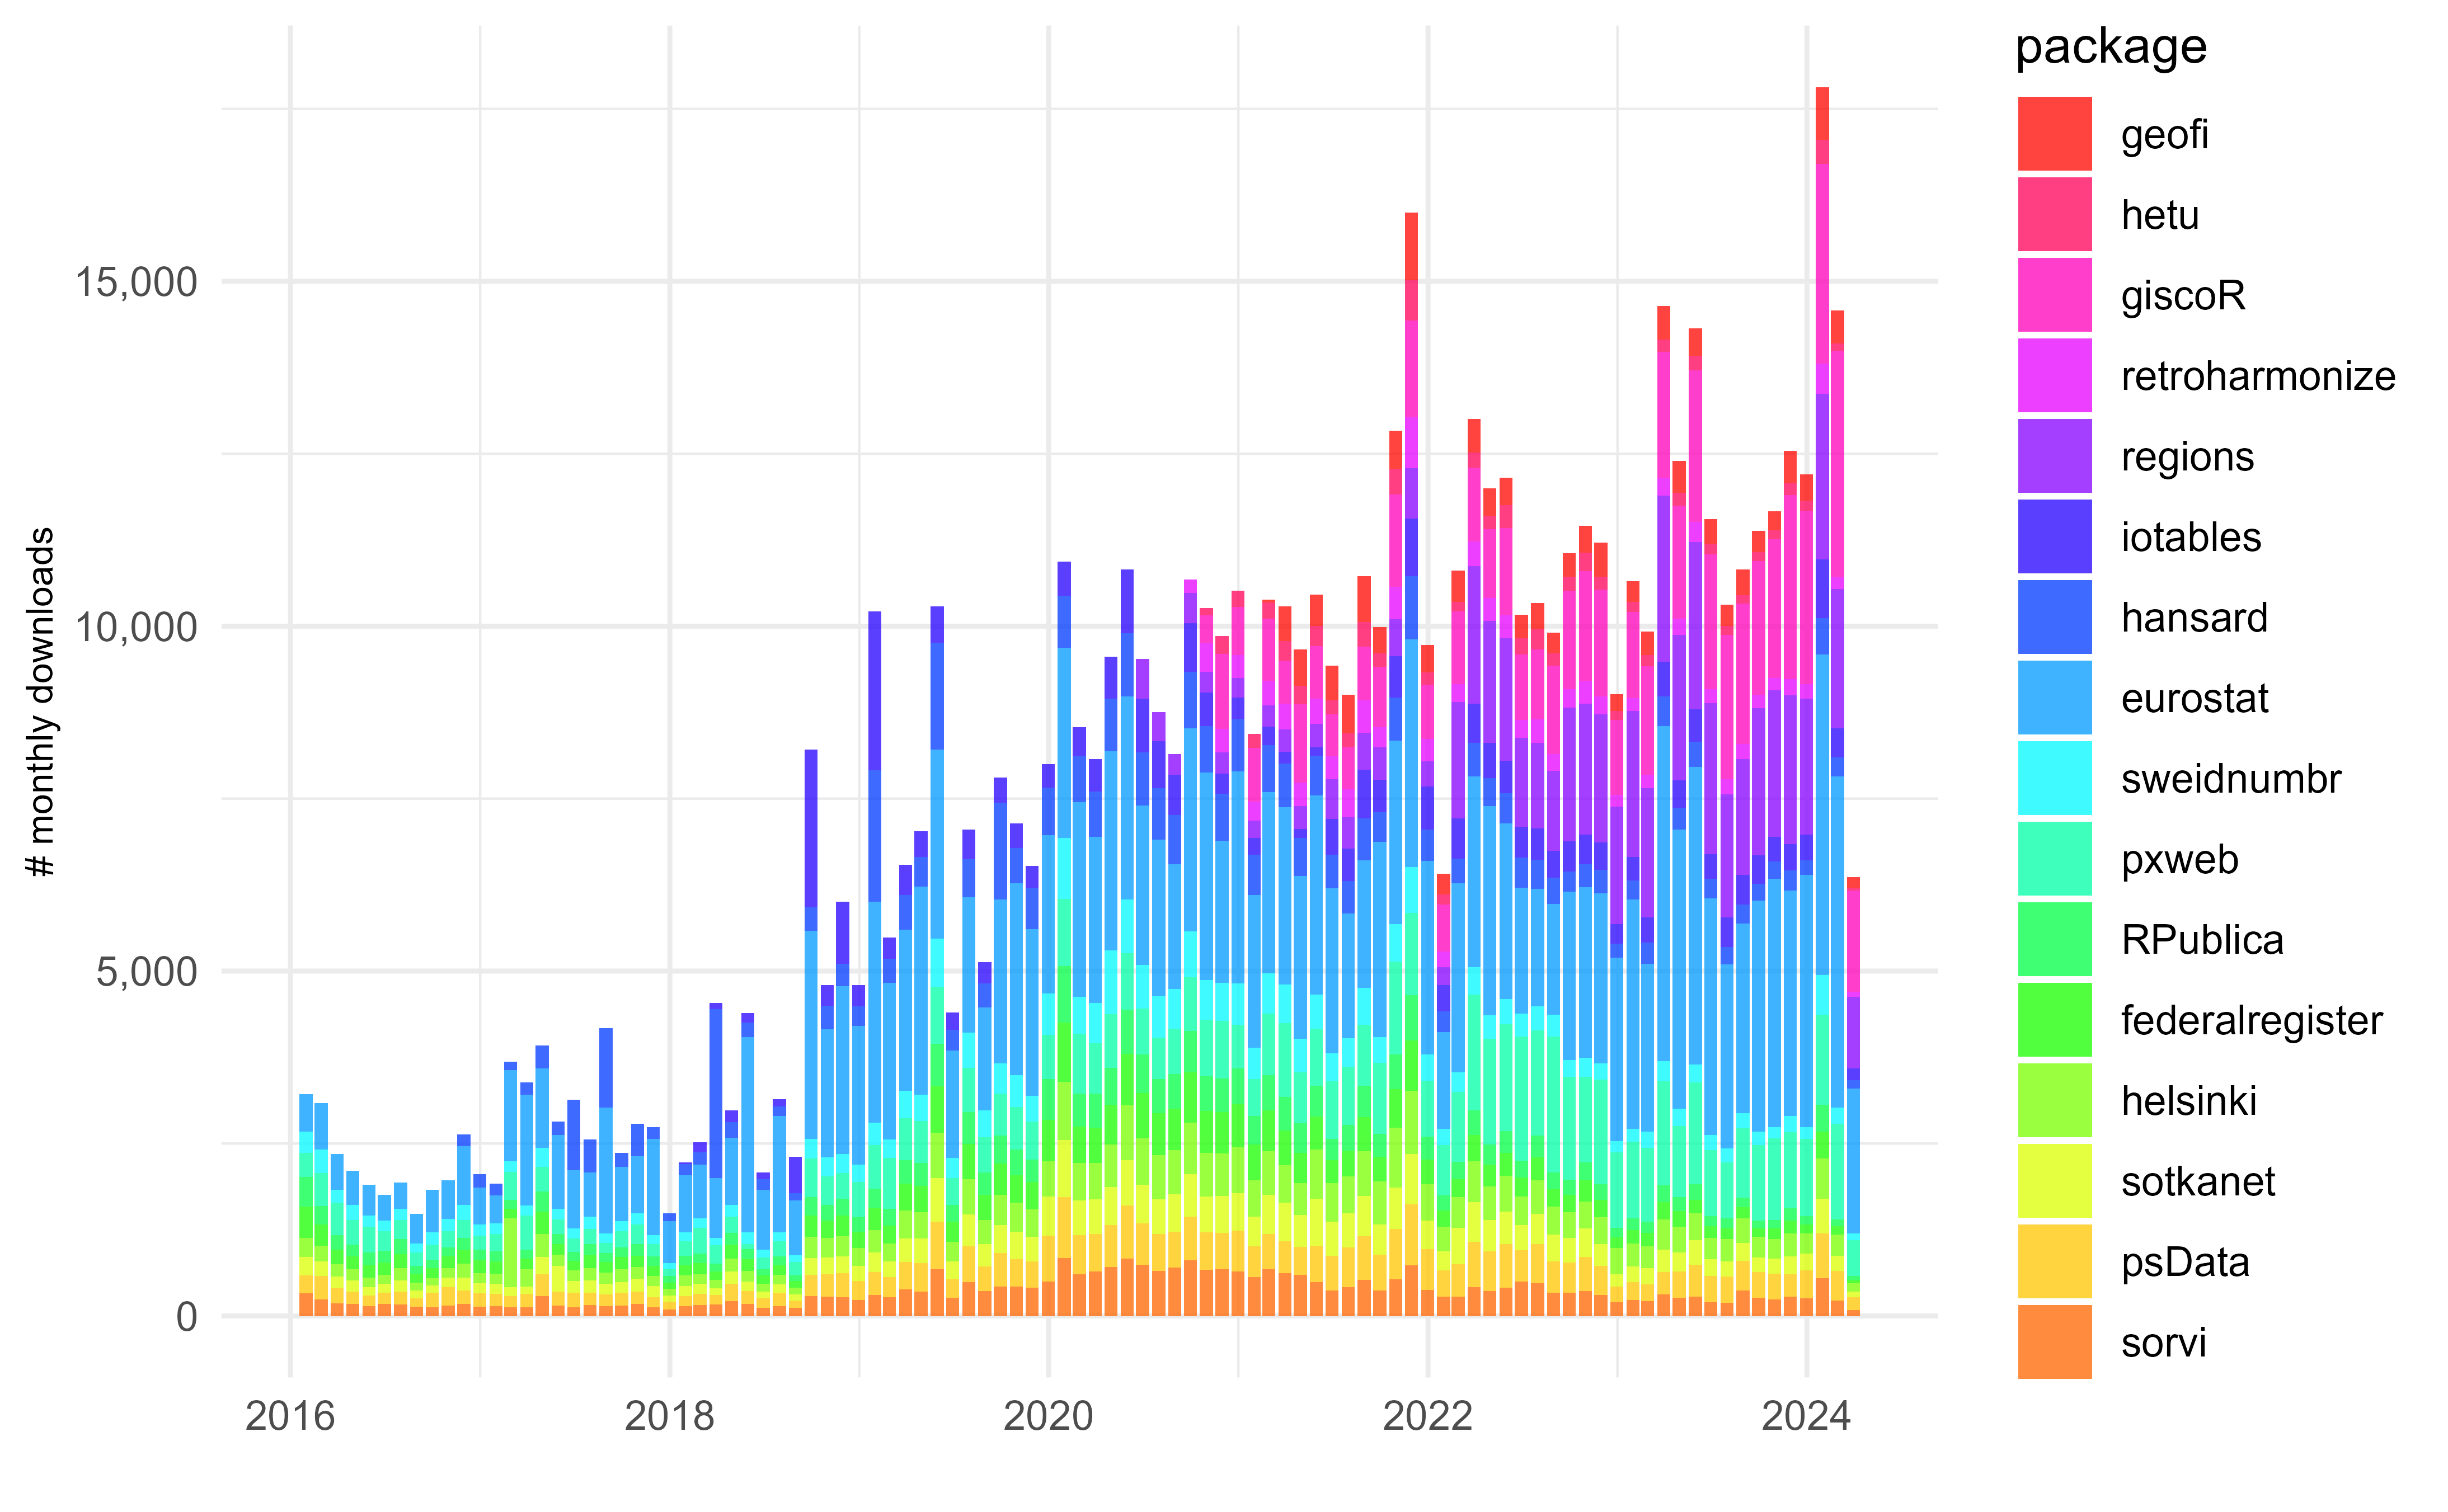 package
geofi
hetu
giscoR
retroharmonize
regions
iotables
hansard
eurostat
sweidnumbr
pxweb
RPublica
federalregister
helsinki
sotkanet
psData
sorvi
# monthly downloads
15,000
10,000
5,000
0
2016
2018
2020
2022
2024